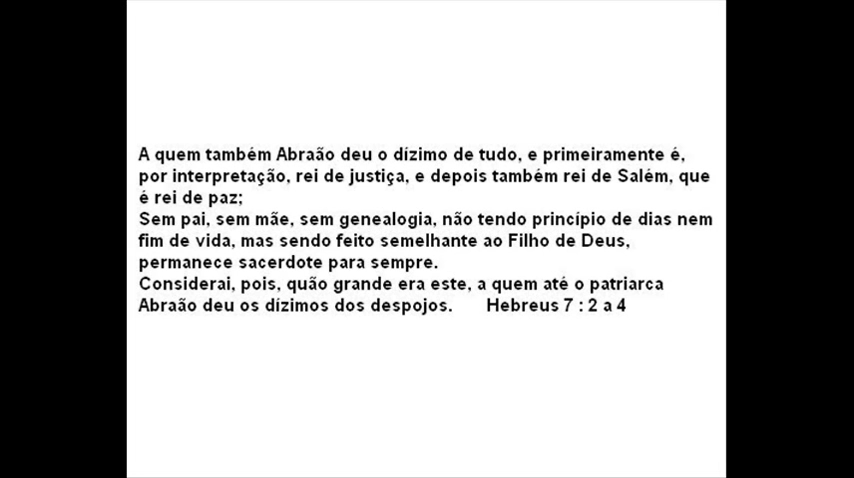 A quem também Abraão deu o dízimo de tudo, e primeiramente é,
por interpretação, rei de justiça, e depois também rei de Salém, que
é rei de paz;
Sem pai, sem mãe, sem genealogia, não tendo princípio de dias nem
fim de vida, mas sendo feito semelhante ao Filho de Deus,
permanece sacerdote para sempre.
Considerai, pois, quão grande era este, a quem até o patriarca
Abraão deu os dízimos dos despojos. Hebreus 7 : 2 a 4